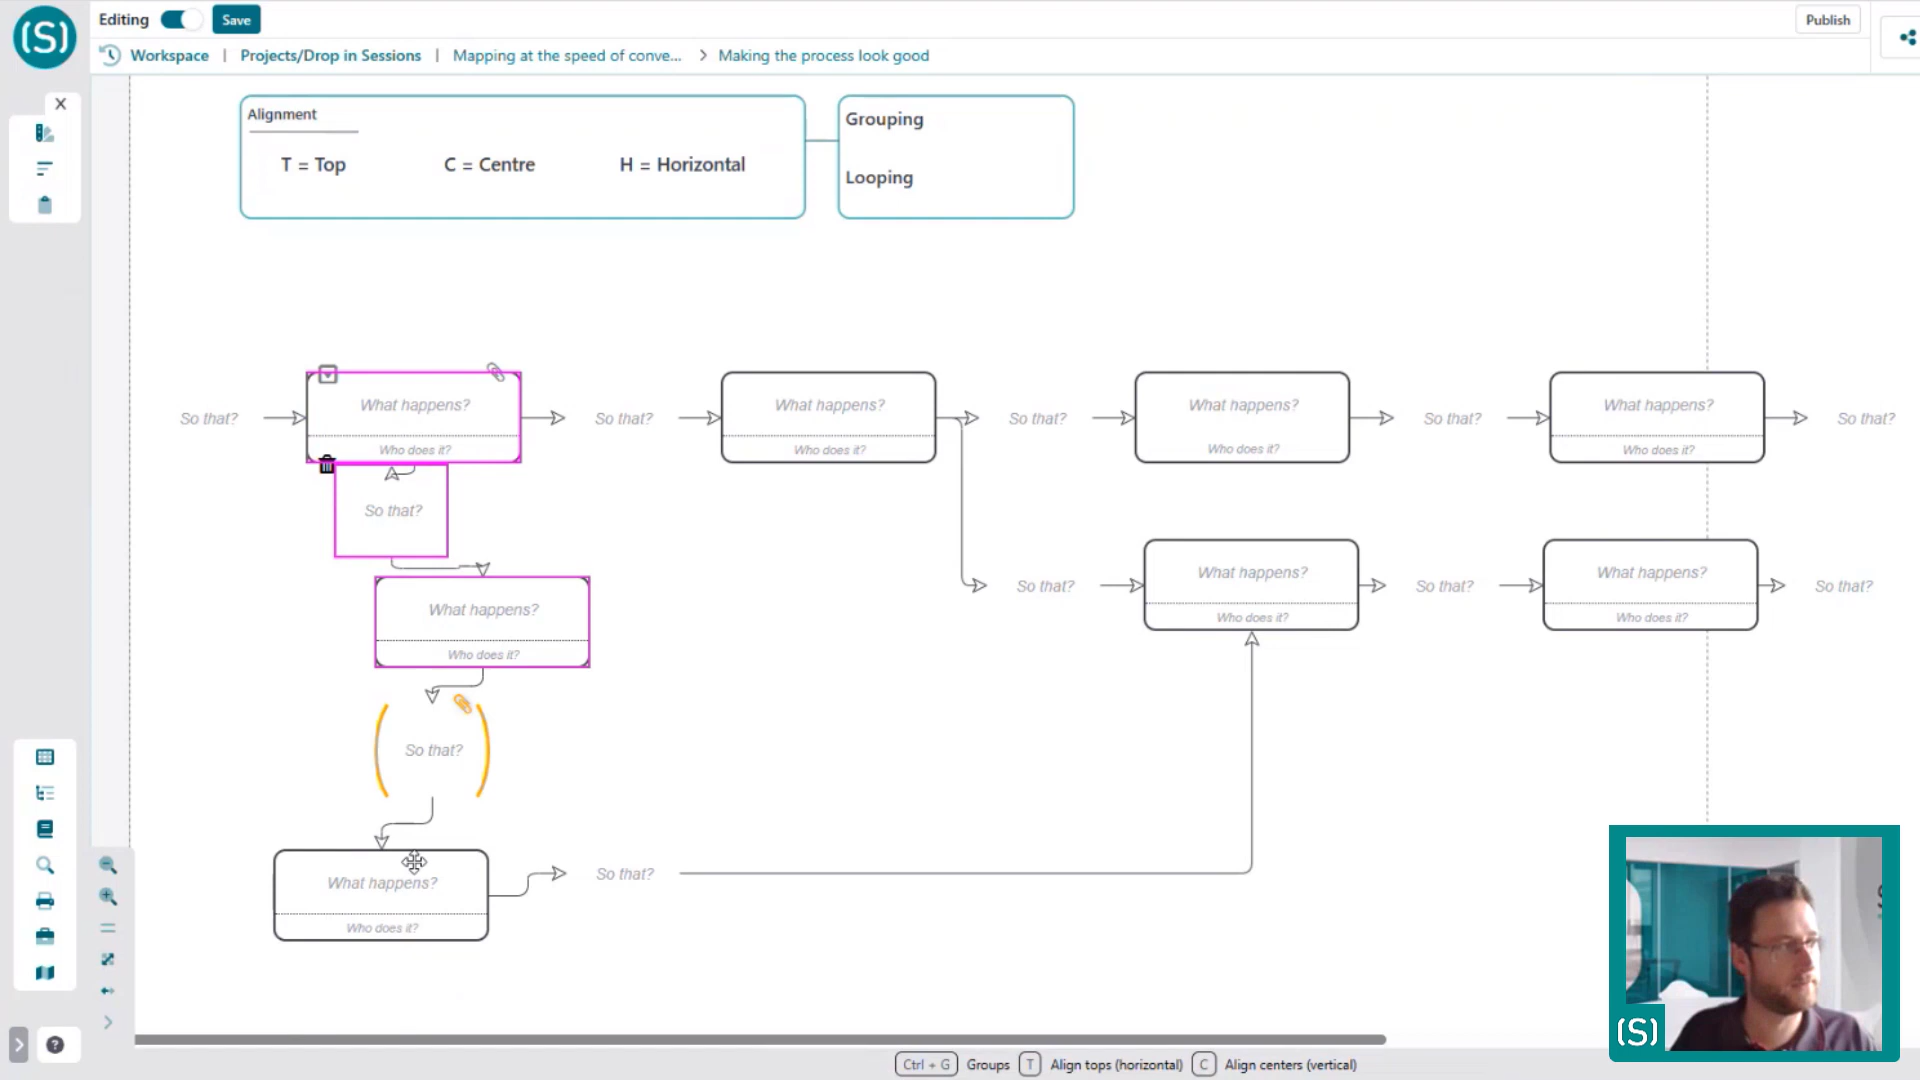 (S)
Editing Save Publish
Workspace | Projects/Drop in Sessions | Mapping at the speed of conve... > Making the process look good
X
Alignment
T = Top C = Centre H = Horizontal
Grouping
Looping
So that? What happens? So that? What happens? So that? What happens? So that? What happens? So that?
Who does it? Who does it? Who does it? Who does it?
So that?
What happens? So that? What happens? So that? What happens? So that?
Who does it? Who does it?
What happens?
Who does it?
So that?
What happens? So that?
Who does it?
(S)
Ctrl + G Groups T Align tops (horizontal) C Align centers (vertical)